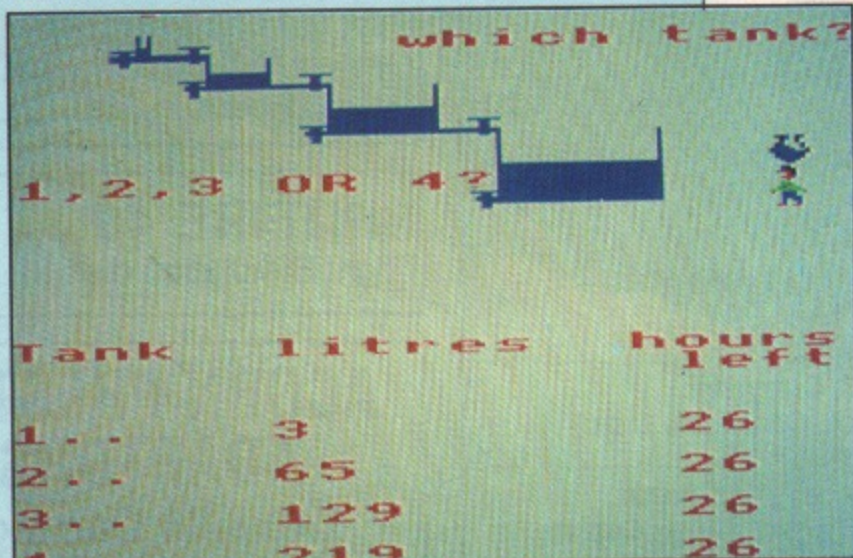 which tank?
1,2,3 OR 4?
Tank litres hours
left
1.. 3 26
2.. 65 26
3.. 129 26
219 26